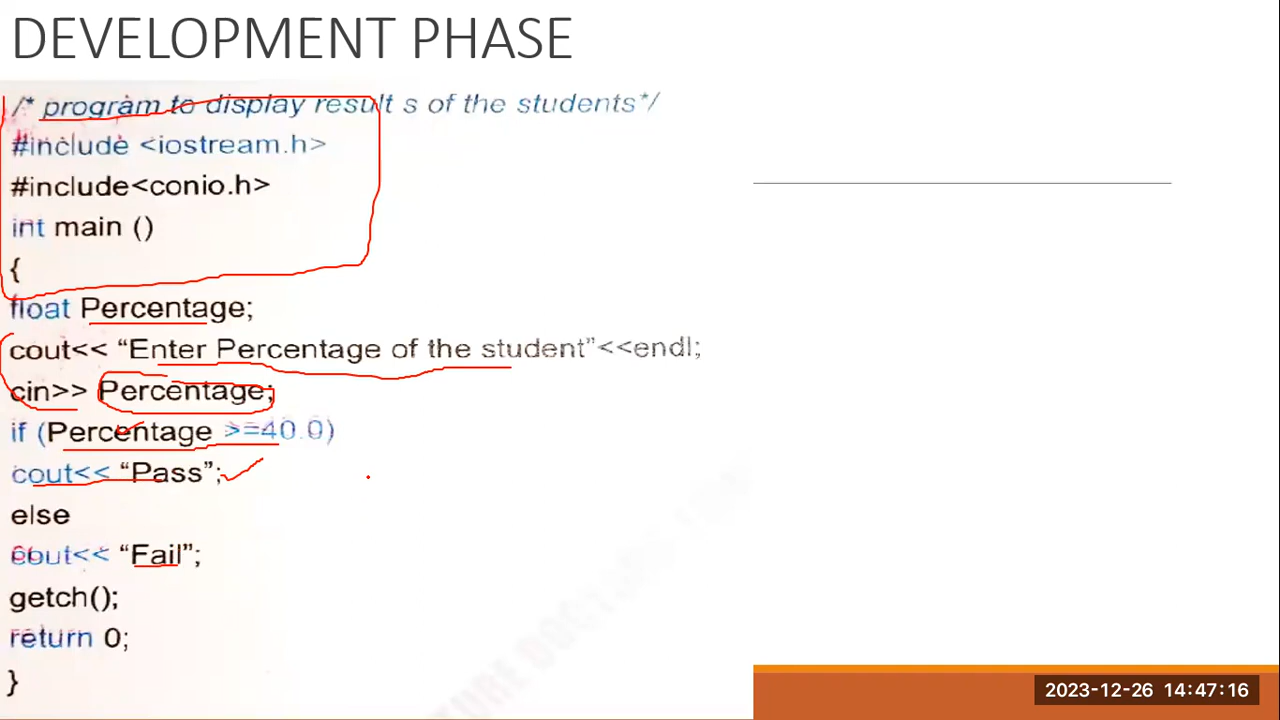 DEVELOPMENT PHASE
/* program to display result s of the students*/
#include <iostream.h>
#include<conio.h>
int main ()
{
float Percentage;
cout<< “Enter Percentage of the student”<<endl;
cin>> Percentage;
if (Percentage >=40.0)
cout<< “Pass”;
else
cout<< “Fail”;
getch();
return 0;
}
2023-12-26 14:47:16